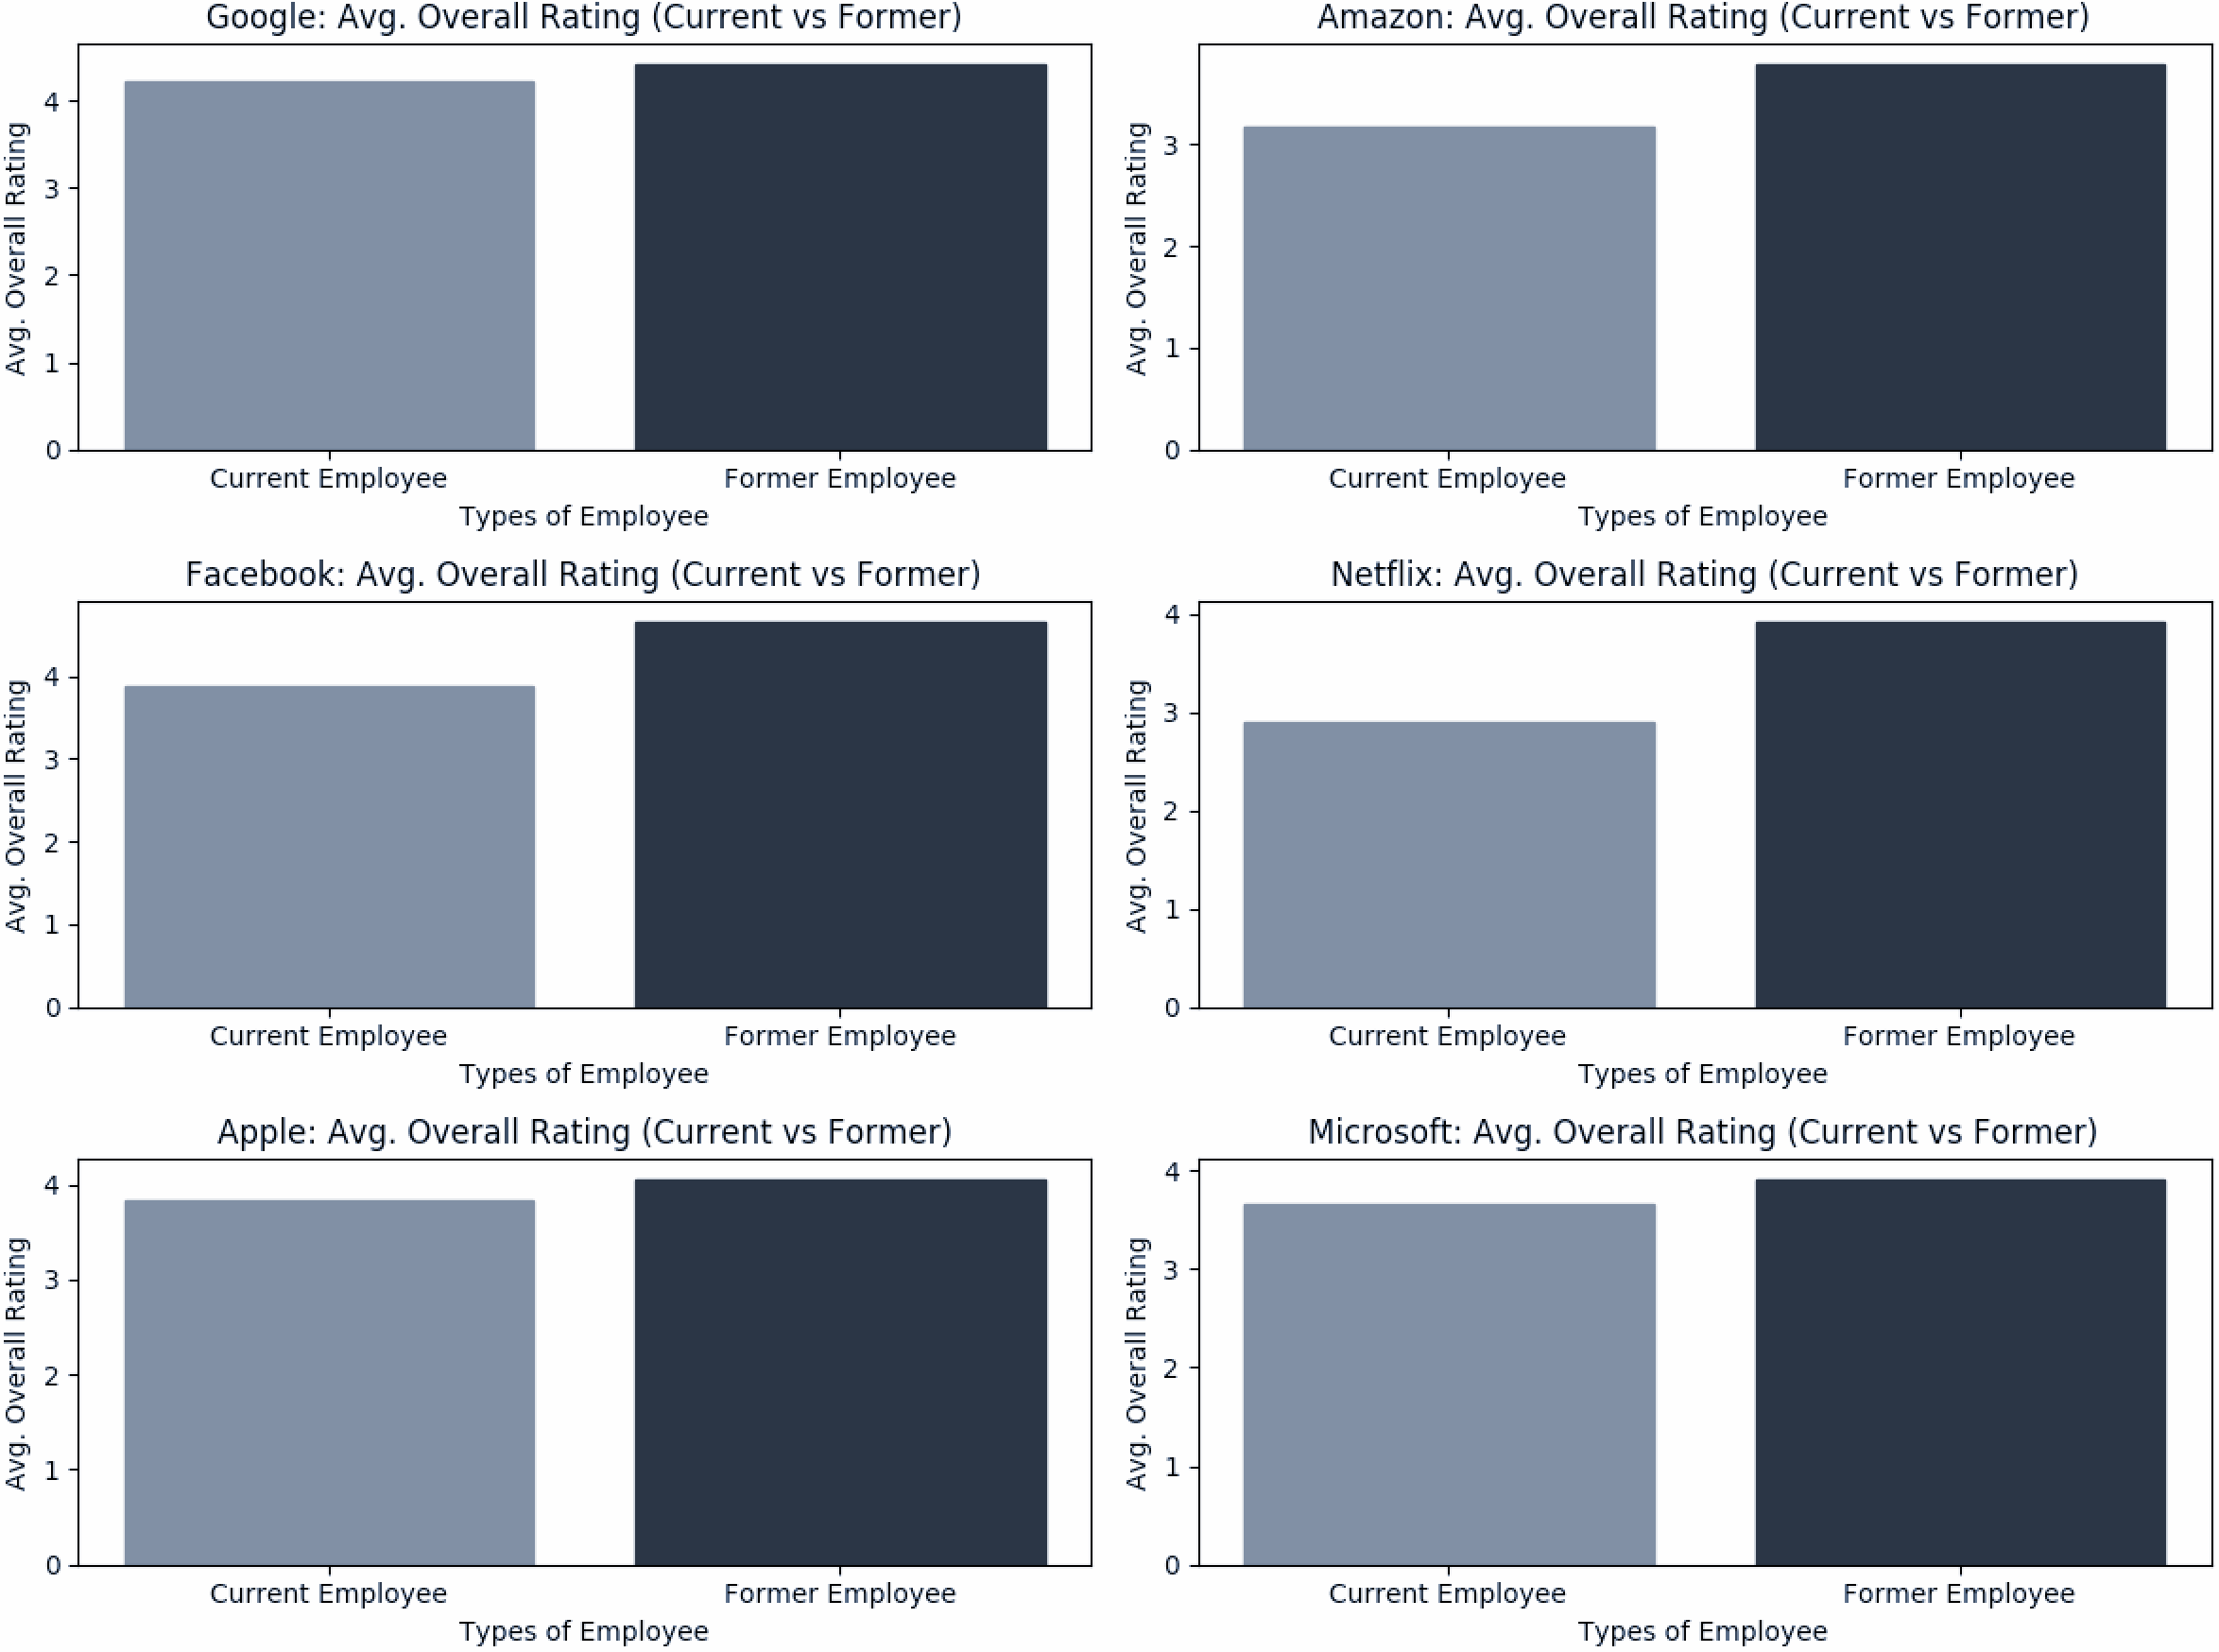 Google: Avg. Overall Rating (Current vs Former)
Avg. Overall Rating
4
3
2
1
0
Current Employee
Former Employee
Types of Employee
Amazon: Avg. Overall Rating (Current vs Former)
Avg. Overall Rating
3
2
1
0
Current Employee
Former Employee
Types of Employee
Facebook: Avg. Overall Rating (Current vs Former)
Avg. Overall Rating
4
3
2
1
0
Current Employee
Former Employee
Types of Employee
Netflix: Avg. Overall Rating (Current vs Former)
Avg. Overall Rating
4
3
2
1
0
Current Employee
Former Employee
Types of Employee
Apple: Avg. Overall Rating (Current vs Former)
Avg. Overall Rating
4
3
2
1
0
Current Employee
Former Employee
Types of Employee
Microsoft: Avg. Overall Rating (Current vs Former)
Avg. Overall Rating
4
3
2
1
0
Current Employee
Former Employee
Types of Employee